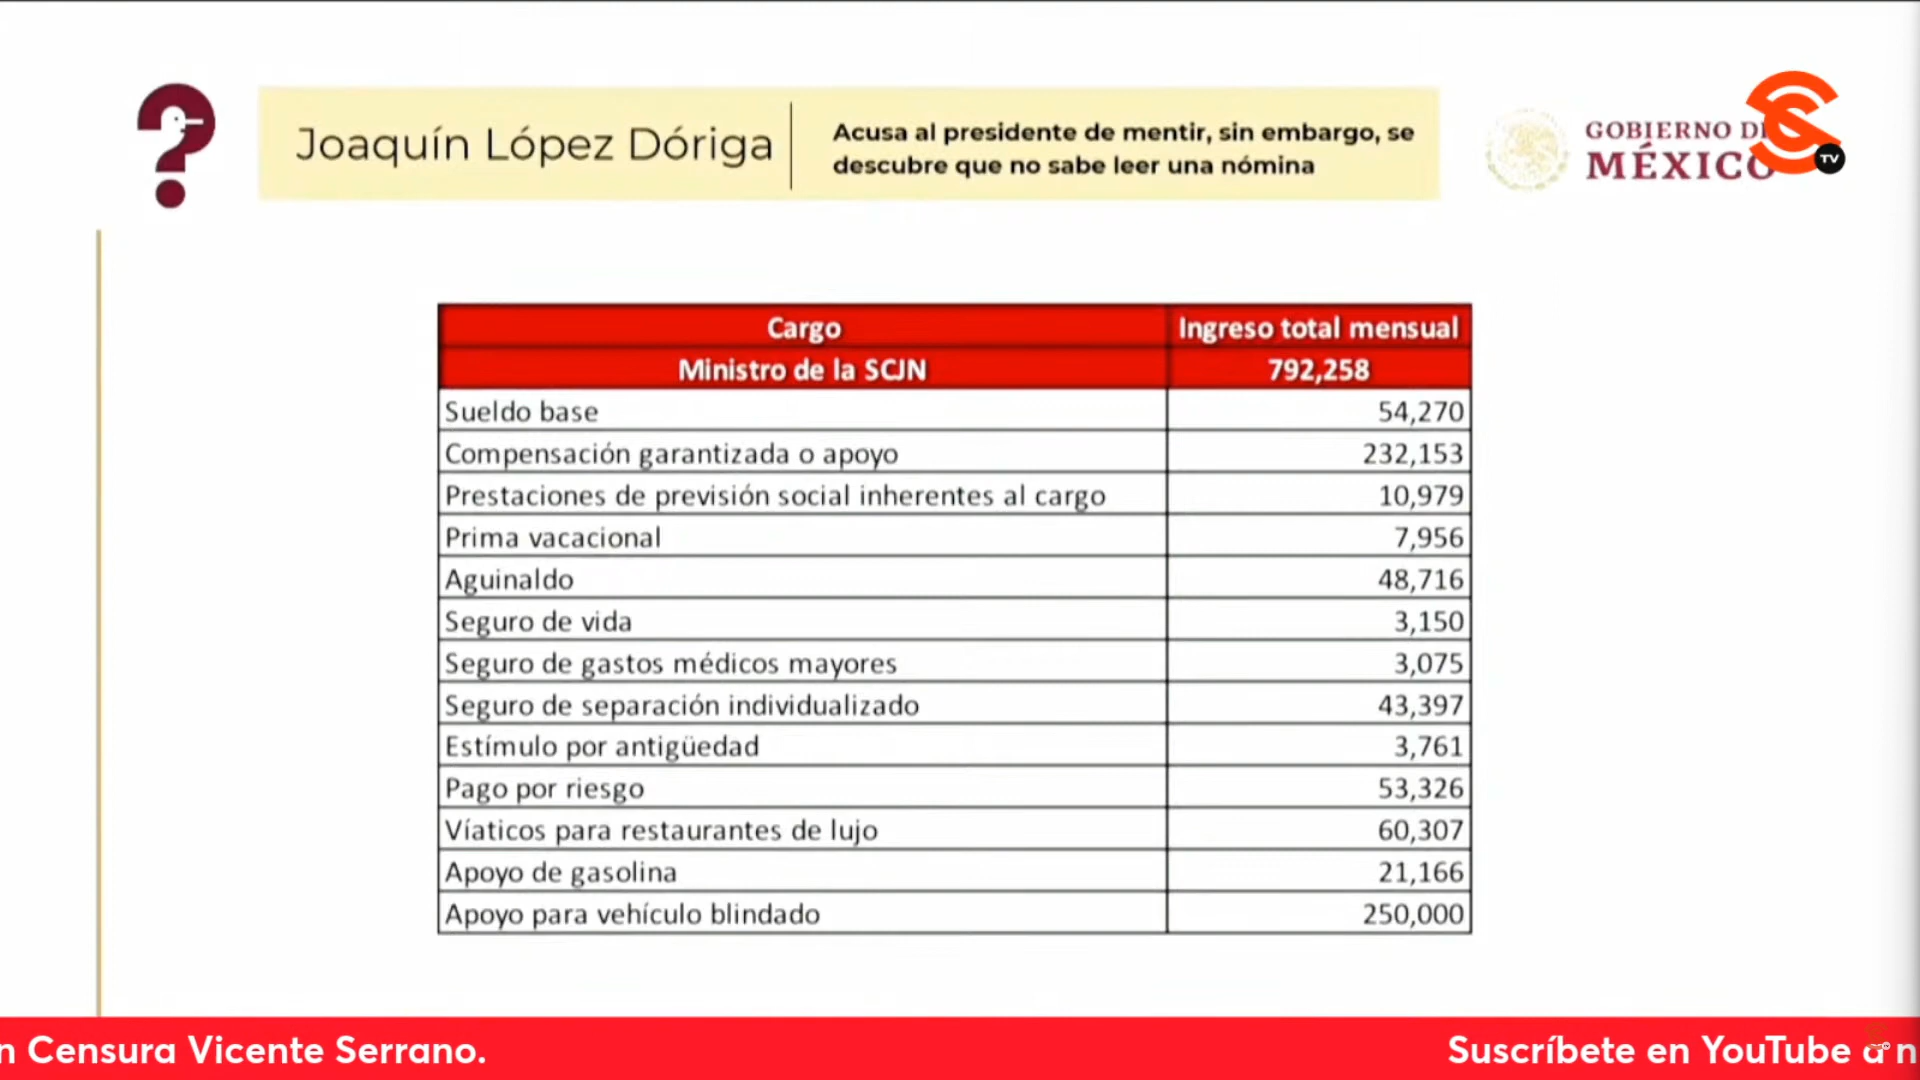 Joaquín López Dóriga
Acusa al presidente de mentir, sin embargo, se
descubre que no sabe leer una nómina
GOBIERNO DE
MÉXICO
TV
Cargo Ingreso total mensual
Ministro de la SCJN 792,258
Sueldo base 54,270
Compensación garantizada o apoyo 232,153
Prestaciones de previsión social inherentes al cargo 10,979
Prima vacacional 7,956
Aguinaldo 48,716
Seguro de vida 3,150
Seguro de gastos médicos mayores 3,075
Seguro de separación individualizado 43,397
Estímulo por antigüedad 3,761
Pago por riesgo 53,326
Víaticos para restaurantes de lujo 60,307
Apoyo de gasolina 21,166
Apoyo para vehículo blindado 250,000
n Censura Vicente Serrano. Suscríbete en YouTube a n